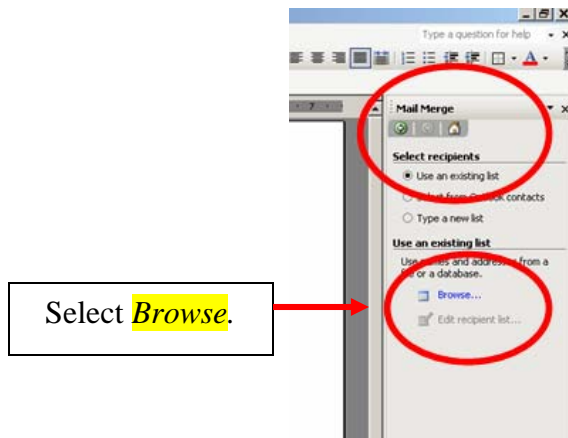 Type a question for help
7
Mail Merge
Select recipients
Use an existing list
Select from Outlook contacts
Type a new list
Use an existing list
Use names and addresses from a
file or a database.
Browse...
Edit recipient list...
Select Browse.